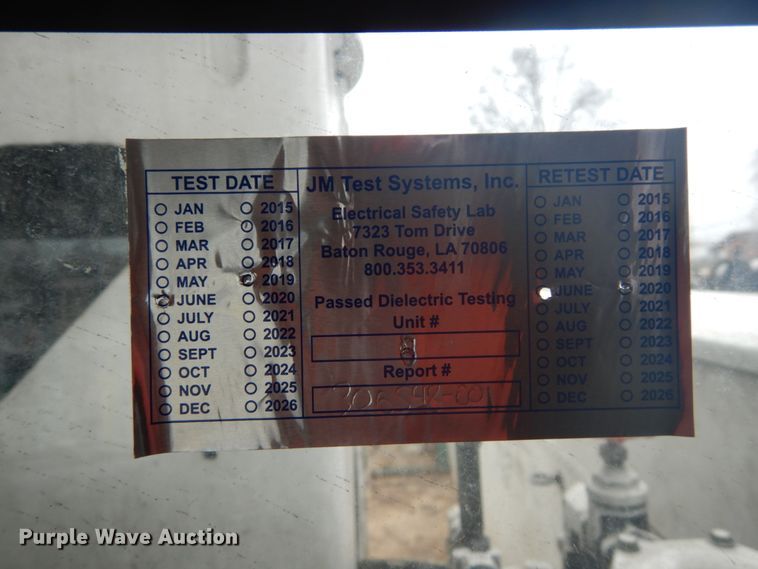 TEST DATE
JAN 2015
FEB 2016
MAR 2017
APR 2018
MAY 2019
JUNE 2020
JULY 2021
AUG 2022
SEPT 2023
OCT 2024
NOV 2025
DEC 2026
JM Test Systems, Inc.
Electrical Safety Lab
7323 Tom Drive
Baton Rouge, LA 70806
800.353.3411
Passed Dielectric Testing
Unit #
Report #
RETEST DATE
JAN 2015
FEB 2016
MAR 2017
APR 2018
MAY 2019
JUNE 2020
JULY 2021
AUG 2022
SEPT 2023
OCT 2024
NOV 2025
DEC 2026
Purple Wave Auction